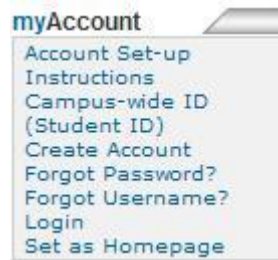 myAccount
Account Set-up
Instructions
Campus-wide ID
(Student ID)
Create Account
Forgot Password?
Forgot Username?
Login
Set as Homepage